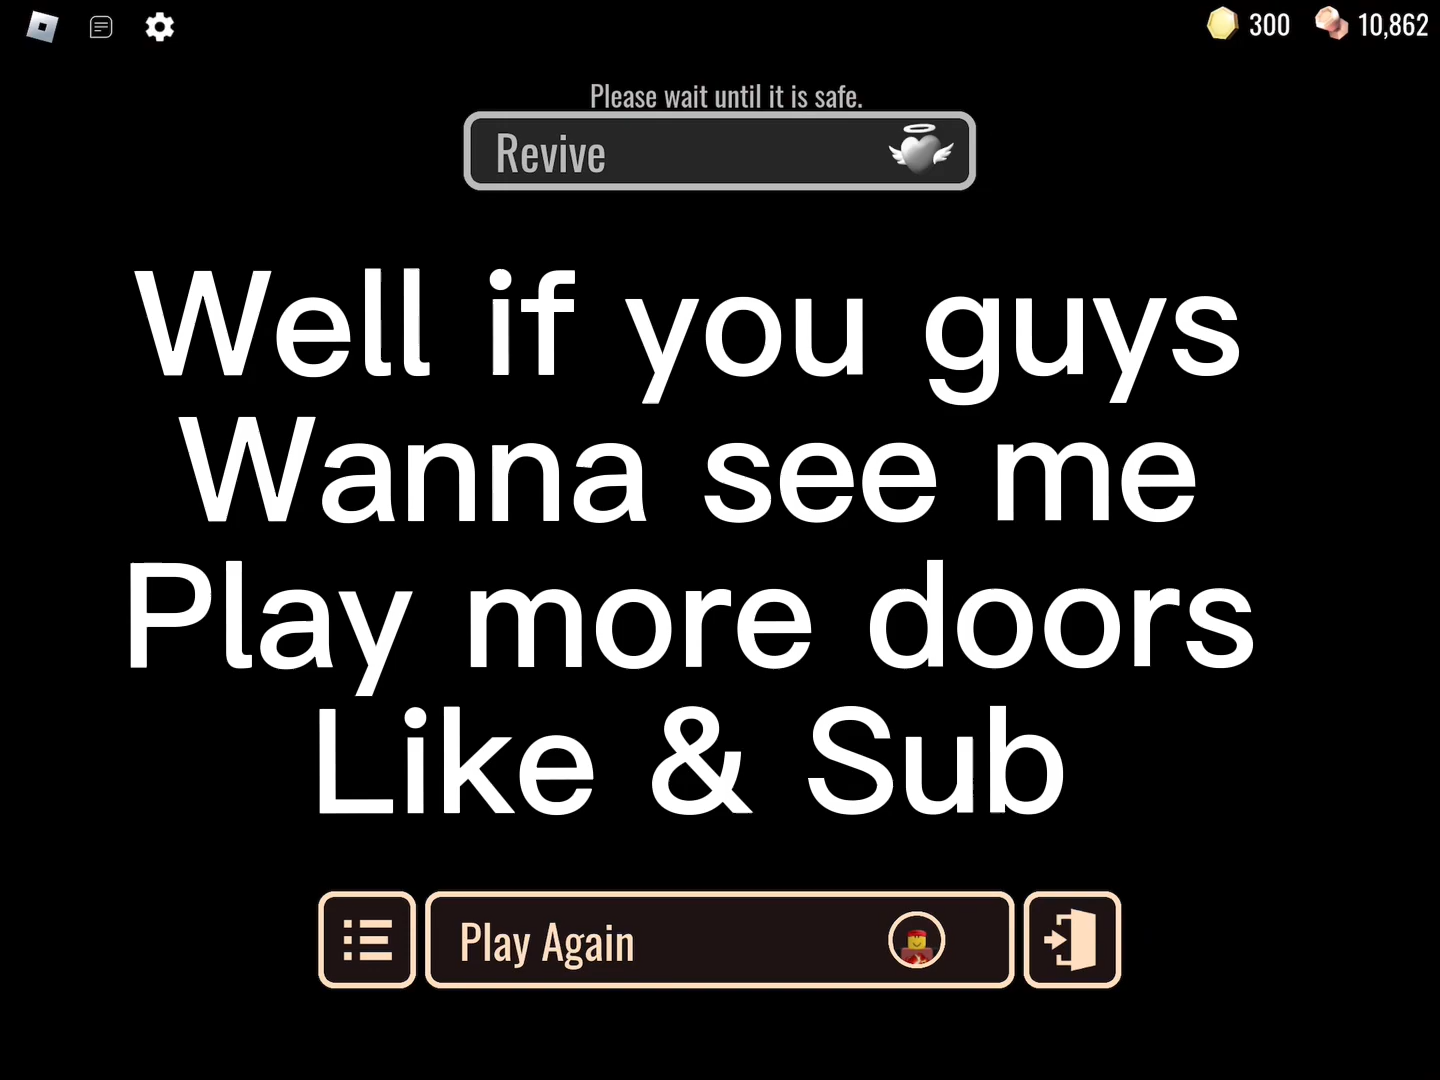 300 10,862
Please wait until it is safe.
Revive
Well if you guys
Wanna see me
Play more doors
Like & Sub
Play Again